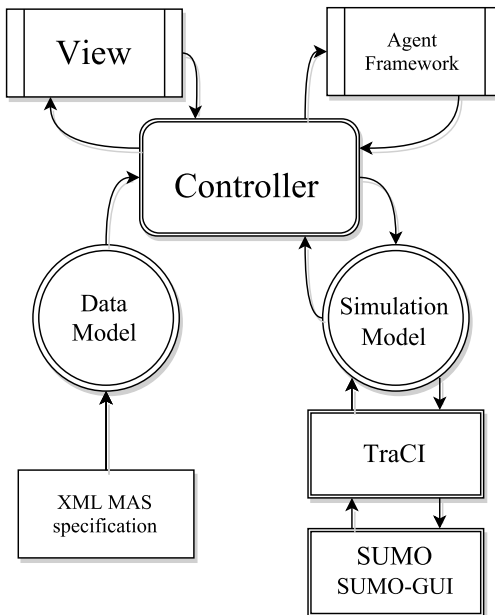 View
Agent
Framework
Controller
Data
Model
Simulation
Model
TraCI
XML MAS
specification
SUMO
SUMO-GUI